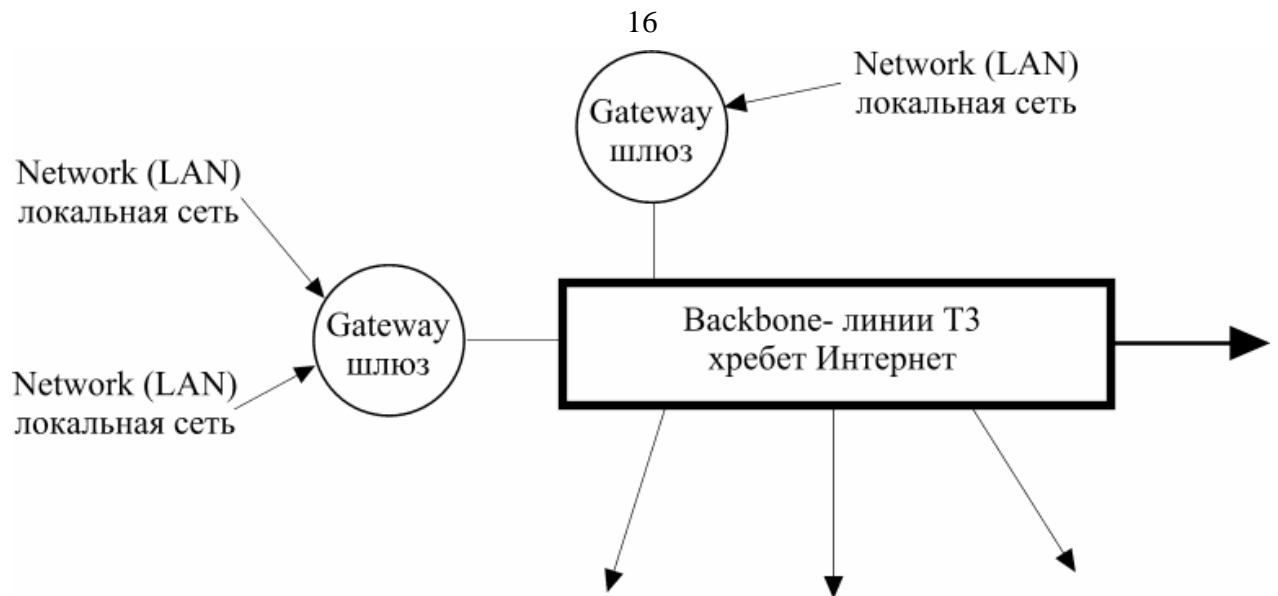 16
Network (LAN)
локальная сеть
Gateway
шлюз
Network (LAN)
локальная сеть
Gateway
шлюз
Network (LAN)
локальная сеть
Backbone- линии Т3
хребет Интернет